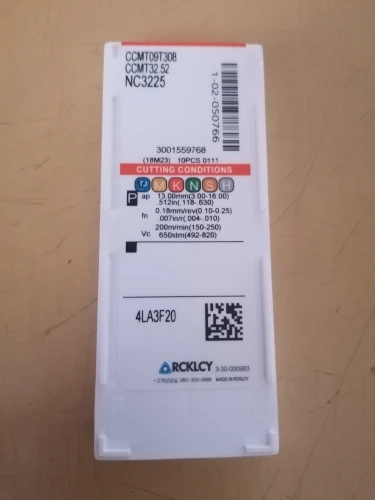 CCMT09T308
CCMT32.52
NC3225
1-02-050766
3001559768
(18M23) 10PCS 0111
CUTTING CONDITIONS
P M K N S H
P ap 13.00mm(3.00-16.00)
.512in(.118-.630)
fn 0.18mm/rev(0.10-0.25)
.007in/r(.004-.010)
Vc 200m/min(150-250)
650sfm(492-820)
4LA3F20
RCKLCY
3-30-000983
MADE IN RCKLCY